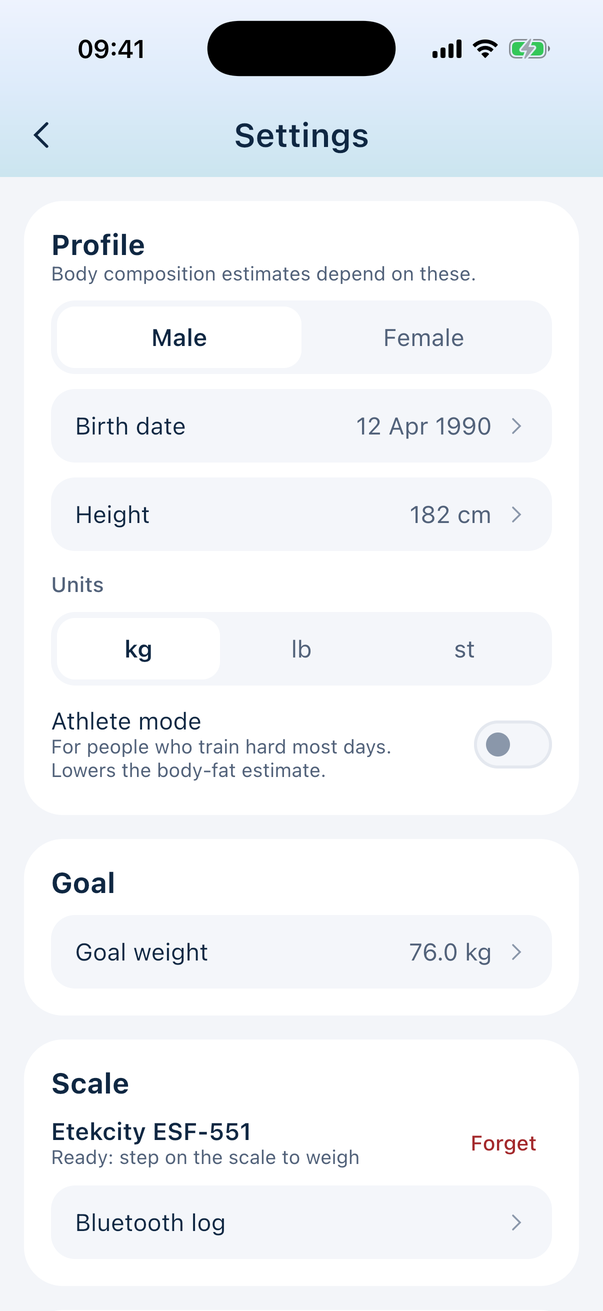 09:41
Settings
Profile
Body composition estimates depend on these.
Male Female
Birth date 12 Apr 1990
Height 182 cm
Units
kg lb st
Athlete mode
For people who train hard most days.
Lowers the body-fat estimate.
Goal
Goal weight 76.0 kg
Scale
Etekcity ESF-551
Ready: step on the scale to weigh
Forget
Bluetooth log